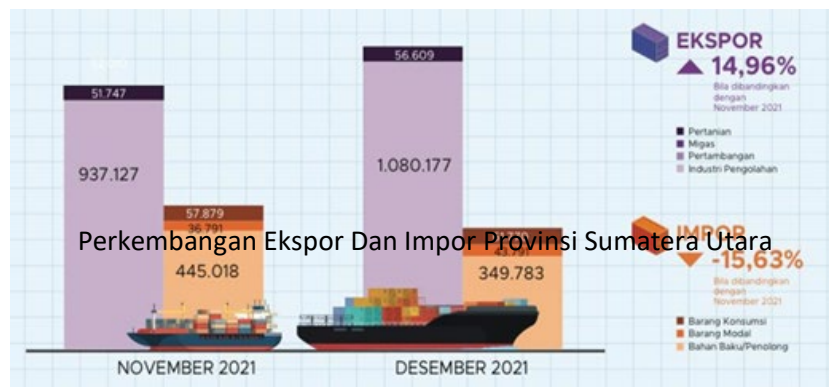 EKSPOR
14,96%
Bila dibandingkan
dengan
November 2021
Pertanian
Migas
Pertambangan
Industri Pengolahan
56.609
51.747
1.080.177
937.127
57.879
36.791
Perkembangan Ekspor Dan Impor Provinsi Sumatera Utara
IMPOR
-15,63%
445.018
349.783
Bila dibandingkan
dengan
November 2021
Barang Konsumsi
Barang Modal
Bahan Baku/Penolong
NOVEMBER 2021
DESEMBER 2021